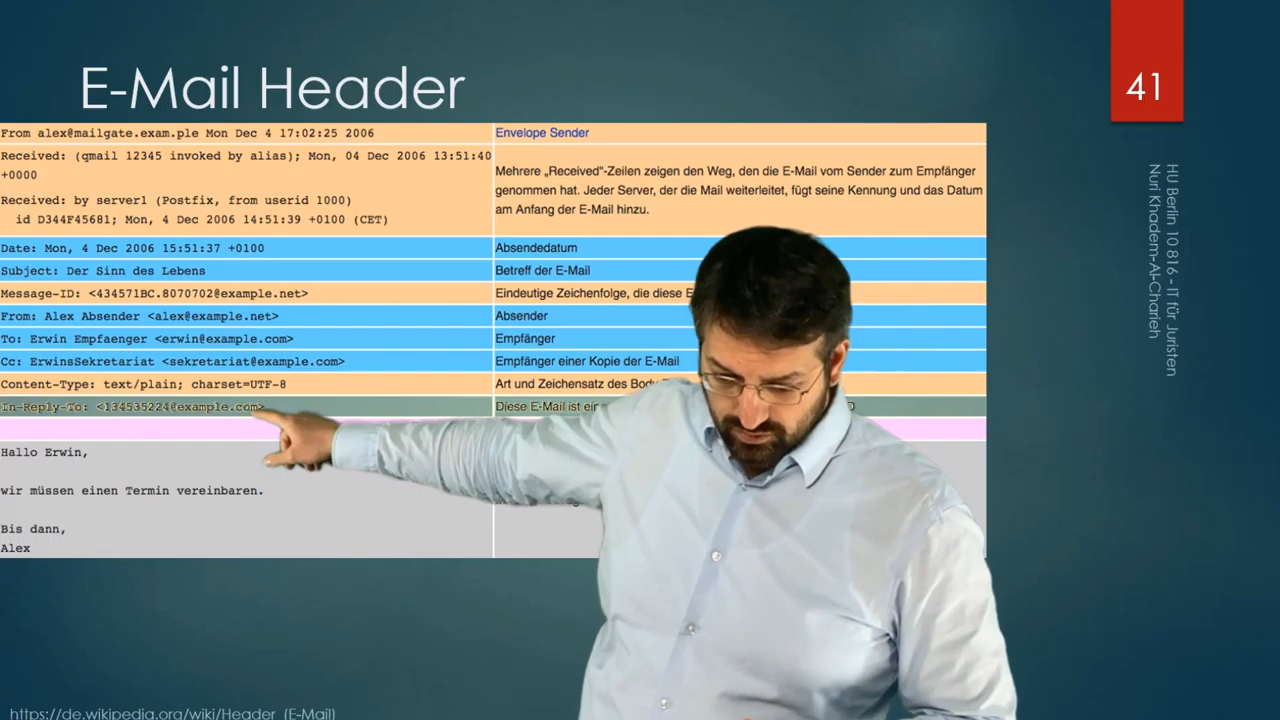 E-Mail Header
41
From alex@mailgate.exam.ple Mon Dec 4 17:02:25 2006
Envelope Sender
Received: (qmail 12345 invoked by alias); Mon, 04 Dec 2006 13:51:40
+0000
Received: by server1 (Postfix, from userid 1000)
id D344F45681; Mon, 4 Dec 2006 14:51:39 +0100 (CET)
Mehrere „Received“-Zeilen zeigen den Weg, den die E-Mail vom Sender zum Empfänger
genommen hat. Jeder Server, der die Mail weiterleitet, fügt seine Kennung und das Datum
am Anfang der E-Mail hinzu.
Date: Mon, 4 Dec 2006 15:51:37 +0100
Absendedatum
Subject: Der Sinn des Lebens
Betreff der E-Mail
Message-ID: <434571BC.8070702@example.net>
Eindeutige Zeichenfolge, die diese
From: Alex Absender <alex@example.net>
Absender
To: Erwin Empfaenger <erwin@example.com>
Empfänger
Cc: ErwinsSekretariat <sekretariat@example.com>
Empfänger einer Kopie der E-Mail
Content-Type: text/plain; charset=UTF-8
Art und Zeichensatz des Body
In-Reply-To: <134535224@example.com>
Diese E-Mail ist
Hallo Erwin,
wir müssen einen Termin vereinbaren.
Bis dann,
Alex
HU Berlin 10 816 - IT für Juristen
Nuri Khadem-Al-Charieh
https://de.wikipedia.org/wiki/Header_(E-Mail)